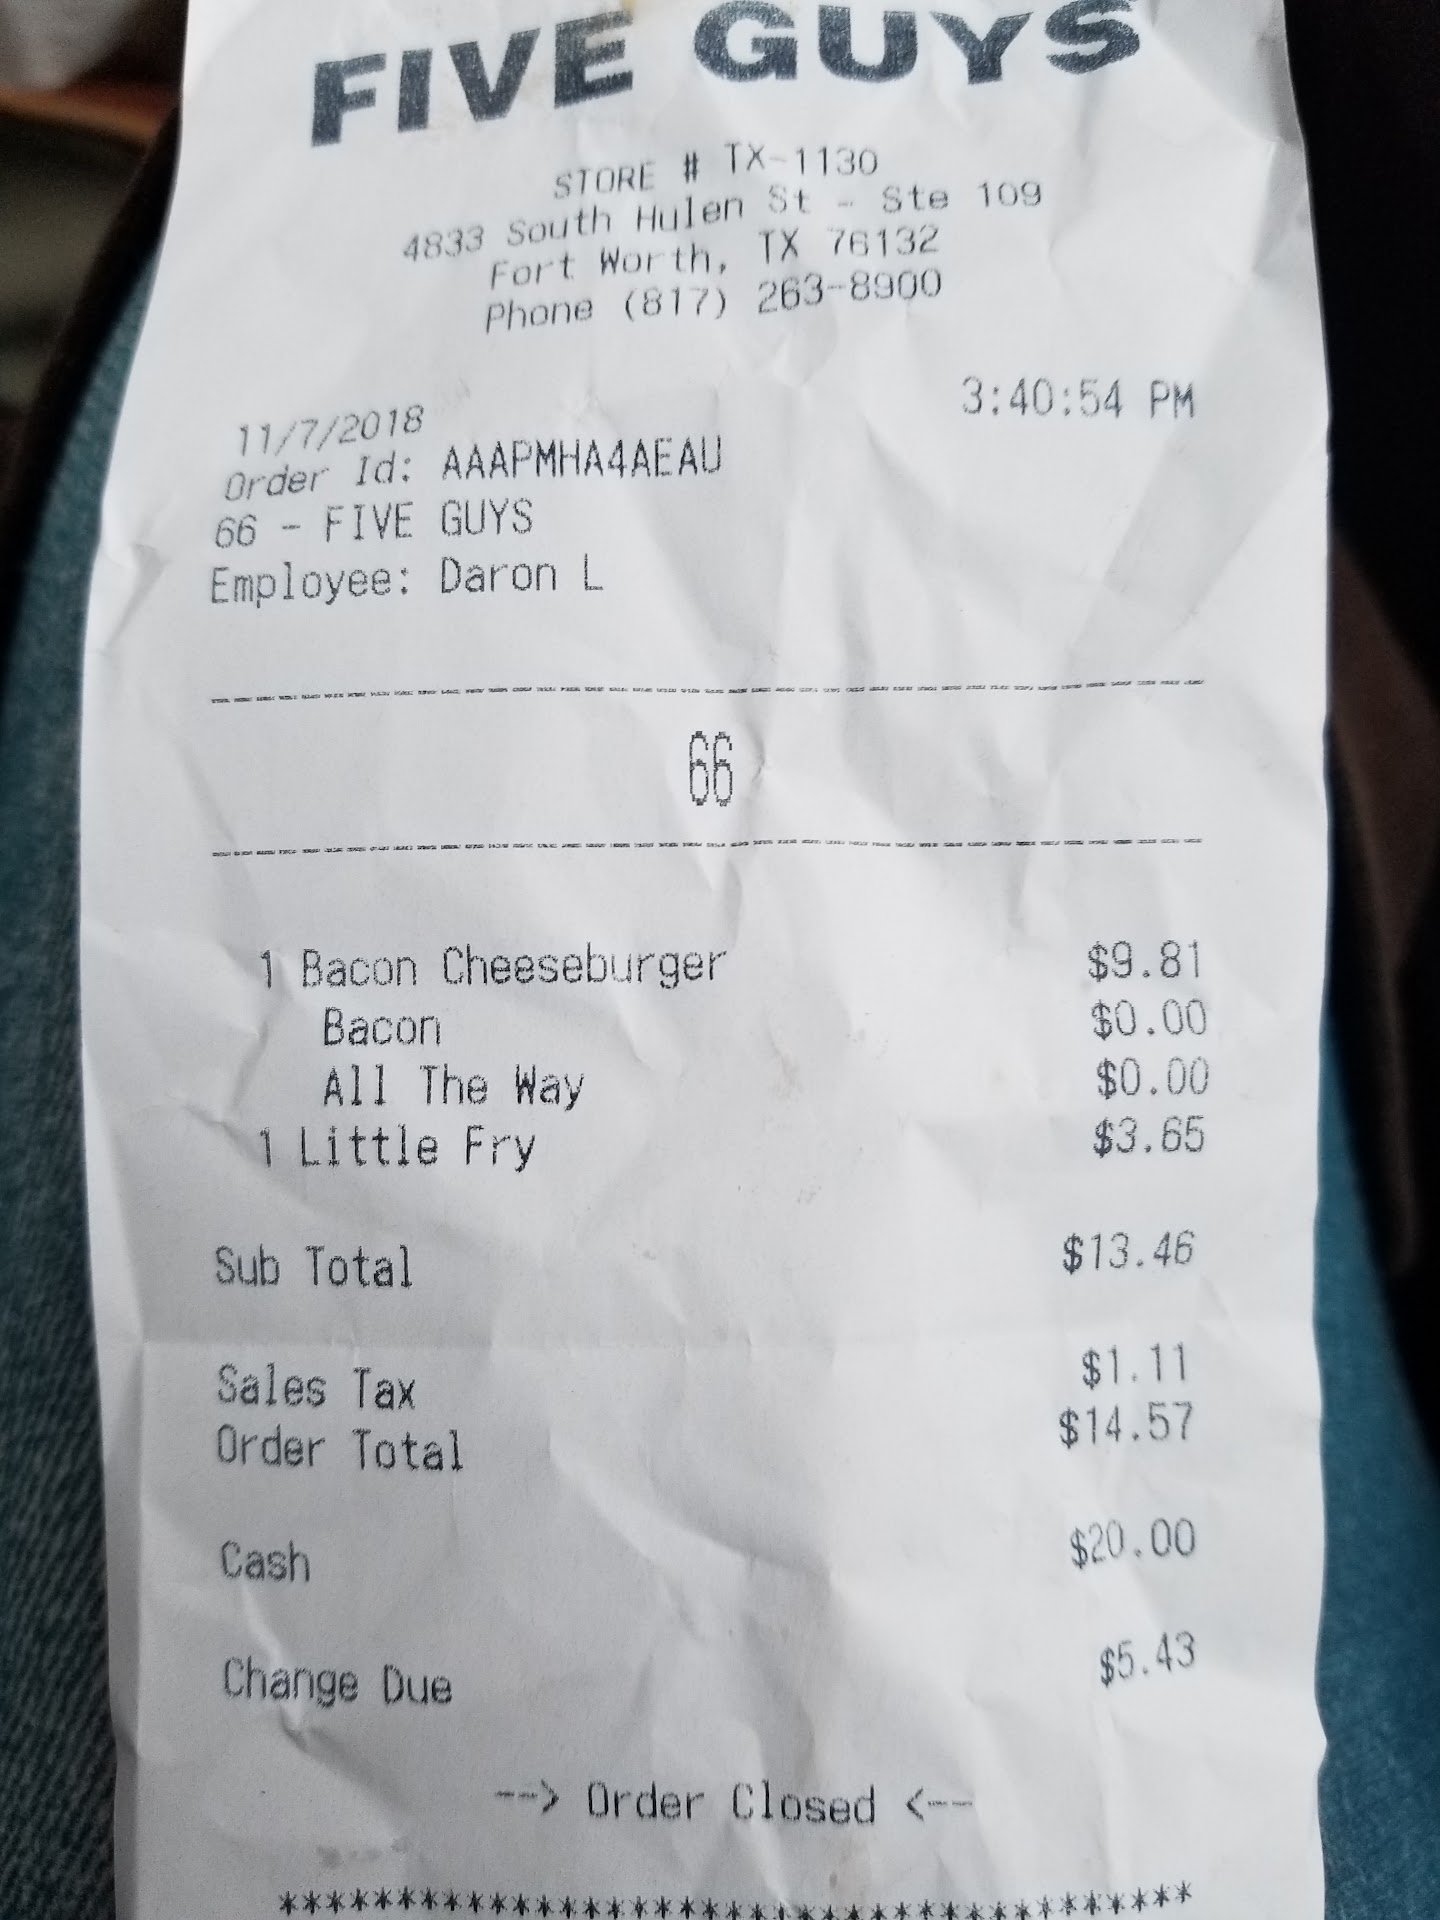 FIVE GUYS
STORE # TX-1130
4833 South Hulen St - Ste 109
Fort Worth, TX 76132
Phone (817) 263-8900
11/7/2018 3:40:54 PM
Order Id: AAAPMHA4AEAU
66 - FIVE GUYS
Employee: Daron L
66
1 Bacon Cheeseburger $9.81
Bacon $0.00
All The Way $0.00
1 Little Fry $3.65
Sub Total $13.46
Sales Tax $1.11
Order Total $14.57
Cash $20.00
Change Due $5.43
--> Order Closed <--
***************************************